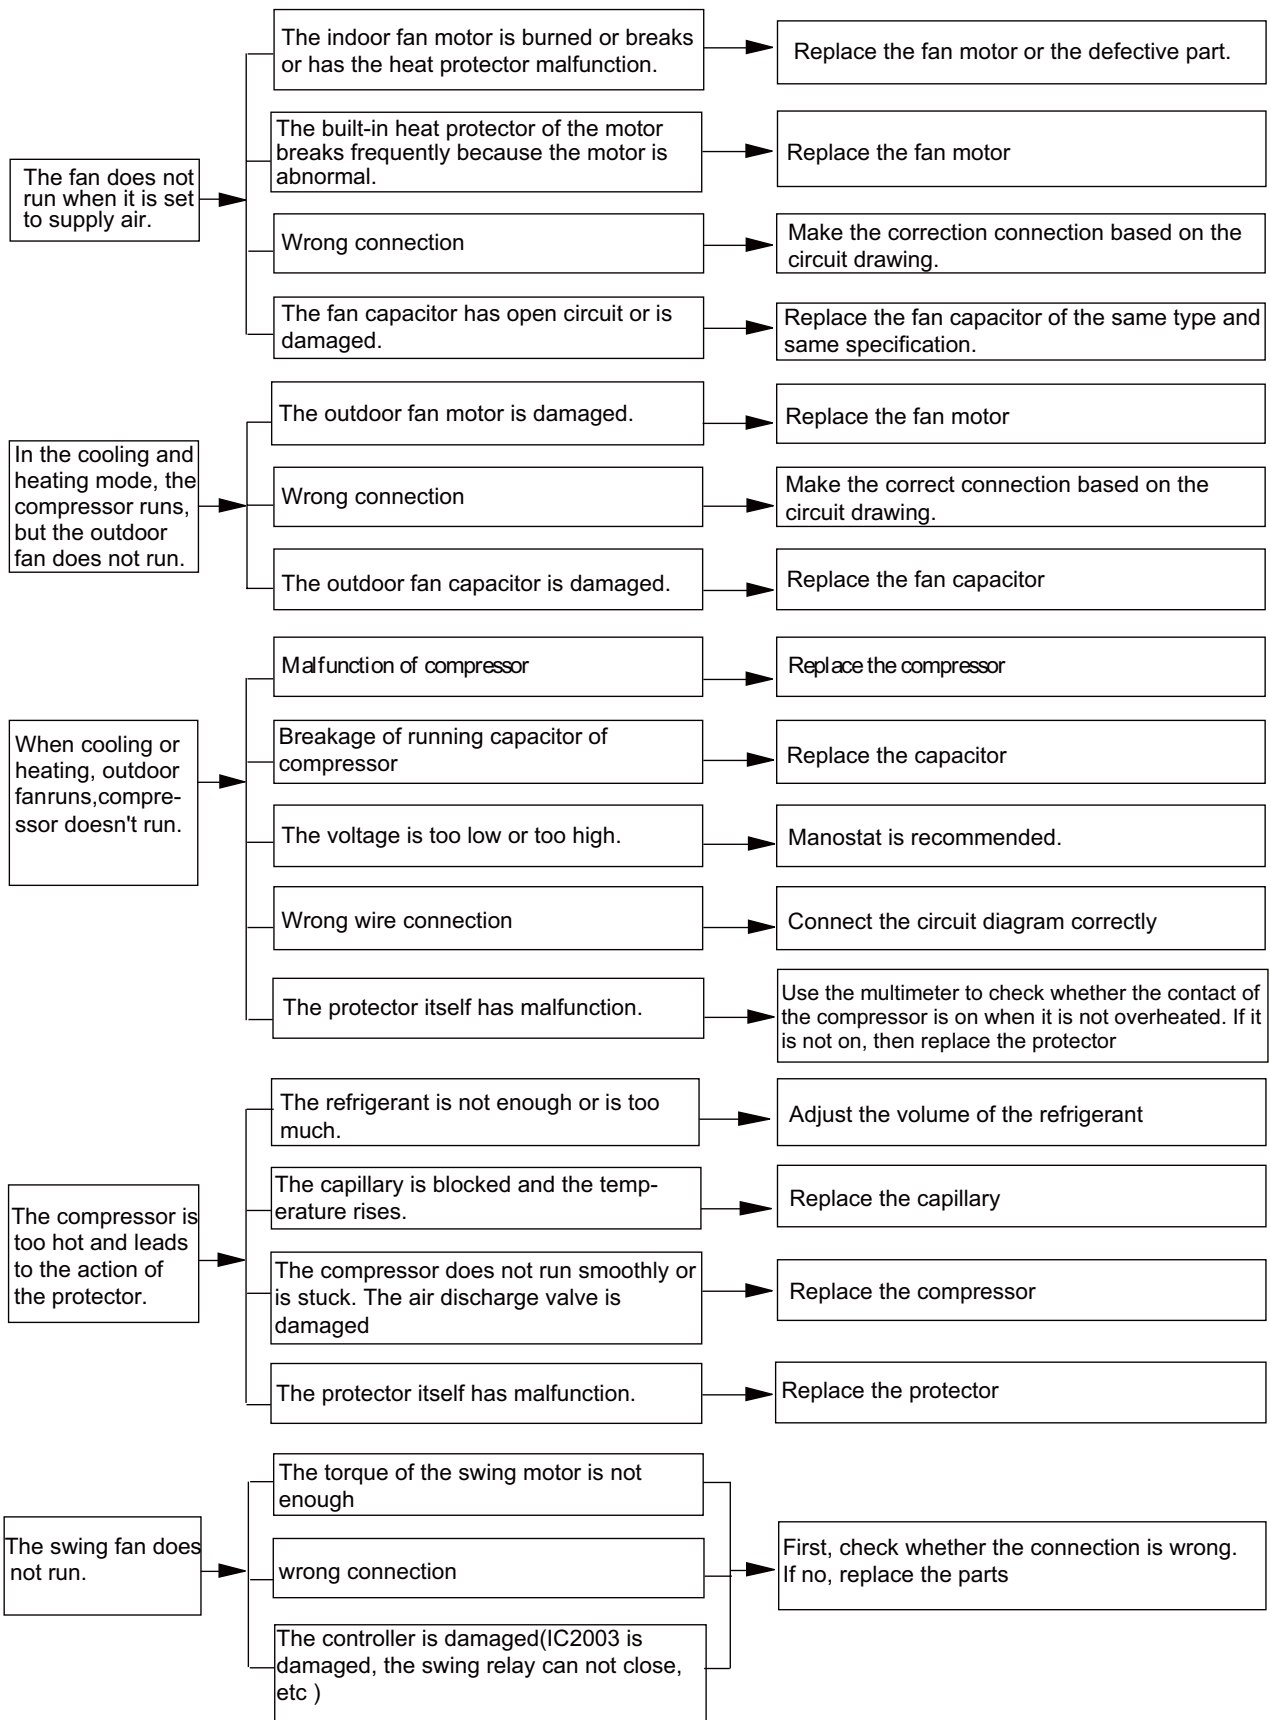 The fan does not
run when it is set
to supply air.
The indoor fan motor is burned or breaks
or has the heat protector malfunction.
Replace the fan motor or the defective part.
The built-in heat protector of the motor
breaks frequently because the motor is
abnormal.
Replace the fan motor
Wrong connection
Make the correction connection based on the
circuit drawing.
The fan capacitor has open circuit or is
damaged.
Replace the fan capacitor of the same type and
same specification.
In the cooling and
heating mode, the
compressor runs,
but the outdoor
fan does not run.
The outdoor fan motor is damaged.
Replace the fan motor
Wrong connection
Make the correct connection based on the
circuit drawing.
The outdoor fan capacitor is damaged.
Replace the fan capacitor
When cooling or
heating, outdoor
fanruns,compre-
ssor doesn't run.
Malfunction of compressor
Replace the compressor
Breakage of running capacitor of
compressor
Replace the capacitor
The voltage is too low or too high.
Manostat is recommended.
Wrong wire connection
Connect the circuit diagram correctly
The protector itself has malfunction.
Use the multimeter to check whether the contact of
the compressor is on when it is not overheated. If it
is not on, then replace the protector
The compressor is
too hot and leads
to the action of
the protector.
The refrigerant is not enough or is too
much.
Adjust the volume of the refrigerant
The capillary is blocked and the temp-
erature rises.
Replace the capillary
The compressor does not run smoothly or
is stuck. The air discharge valve is
damaged
Replace the compressor
The protector itself has malfunction.
Replace the protector
The swing fan does
not run.
The torque of the swing motor is not
enough
wrong connection
The controller is damaged(IC2003 is
damaged, the swing relay can not close,
etc )
First, check whether the connection is wrong.
If no, replace the parts